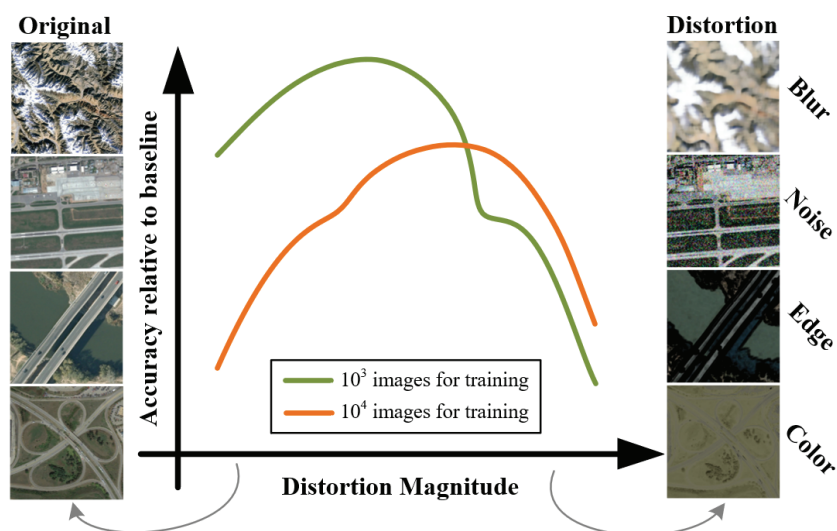 Original
Distortion
Blur
Noise
Edge
Color
Accuracy relative to baseline
10³ images for training
10⁴ images for training
Distortion Magnitude